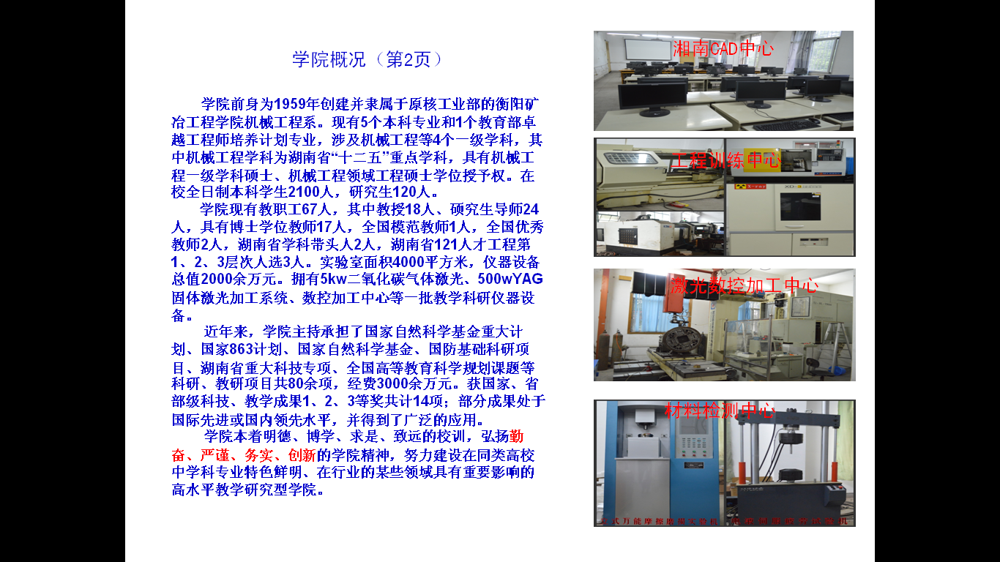 学院概况（第2页）
学院前身为1959年创建并隶属于原核工业部的衡阳矿
冶工程学院机械工程系。现有5个本科专业和1个教育部卓
越工程师培养计划专业，涉及机械工程等4个一级学科，其
中机械工程学科为湖南省“十二五”重点学科，具有机械工
程一级学科硕士、机械工程领域工程硕士学位授予权。在
校全日制本科学生2100人，研究生120人。
学院现有教职工67人，其中教授18人、硕究生导师24
人，具有博士学位教师17人，全国模范教师1人，全国优秀
教师2人，湖南省学科带头人2人，湖南省121人才工程第
1、2、3层次人选3人。实验室面积4000平方米，仪器设备
总值2000余万元。拥有5kw二氧化碳气体激光、500wYAG
固体激光加工系统、数控加工中心等一批教学科研仪器设
备。
近年来，学院主持承担了国家自然科学基金重大计
划、国家863计划、国家自然科学基金、国防基础科研项
目、湖南省重大科技专项、全国高等教育科学规划课题等
科研、教研项目共80余项，经费3000余万元。获国家、省
部级科技、教学成果1、2、3等奖共计14项；部分成果处于
国际先进或国内领先水平，并得到了广泛的应用。
学院本着明德、博学、求是、致远的校训，弘扬勤
奋、严谨、务实、创新的学院精神，努力建设在同类高校
中学科专业特色鲜明、在行业的某些领域具有重要影响的
高水平教学研究型学院。
湘南CAD中心
工程训练中心
X-ray
XD-3
激光数控加工中心
材料检测中心
式万能摩擦磨损实验机